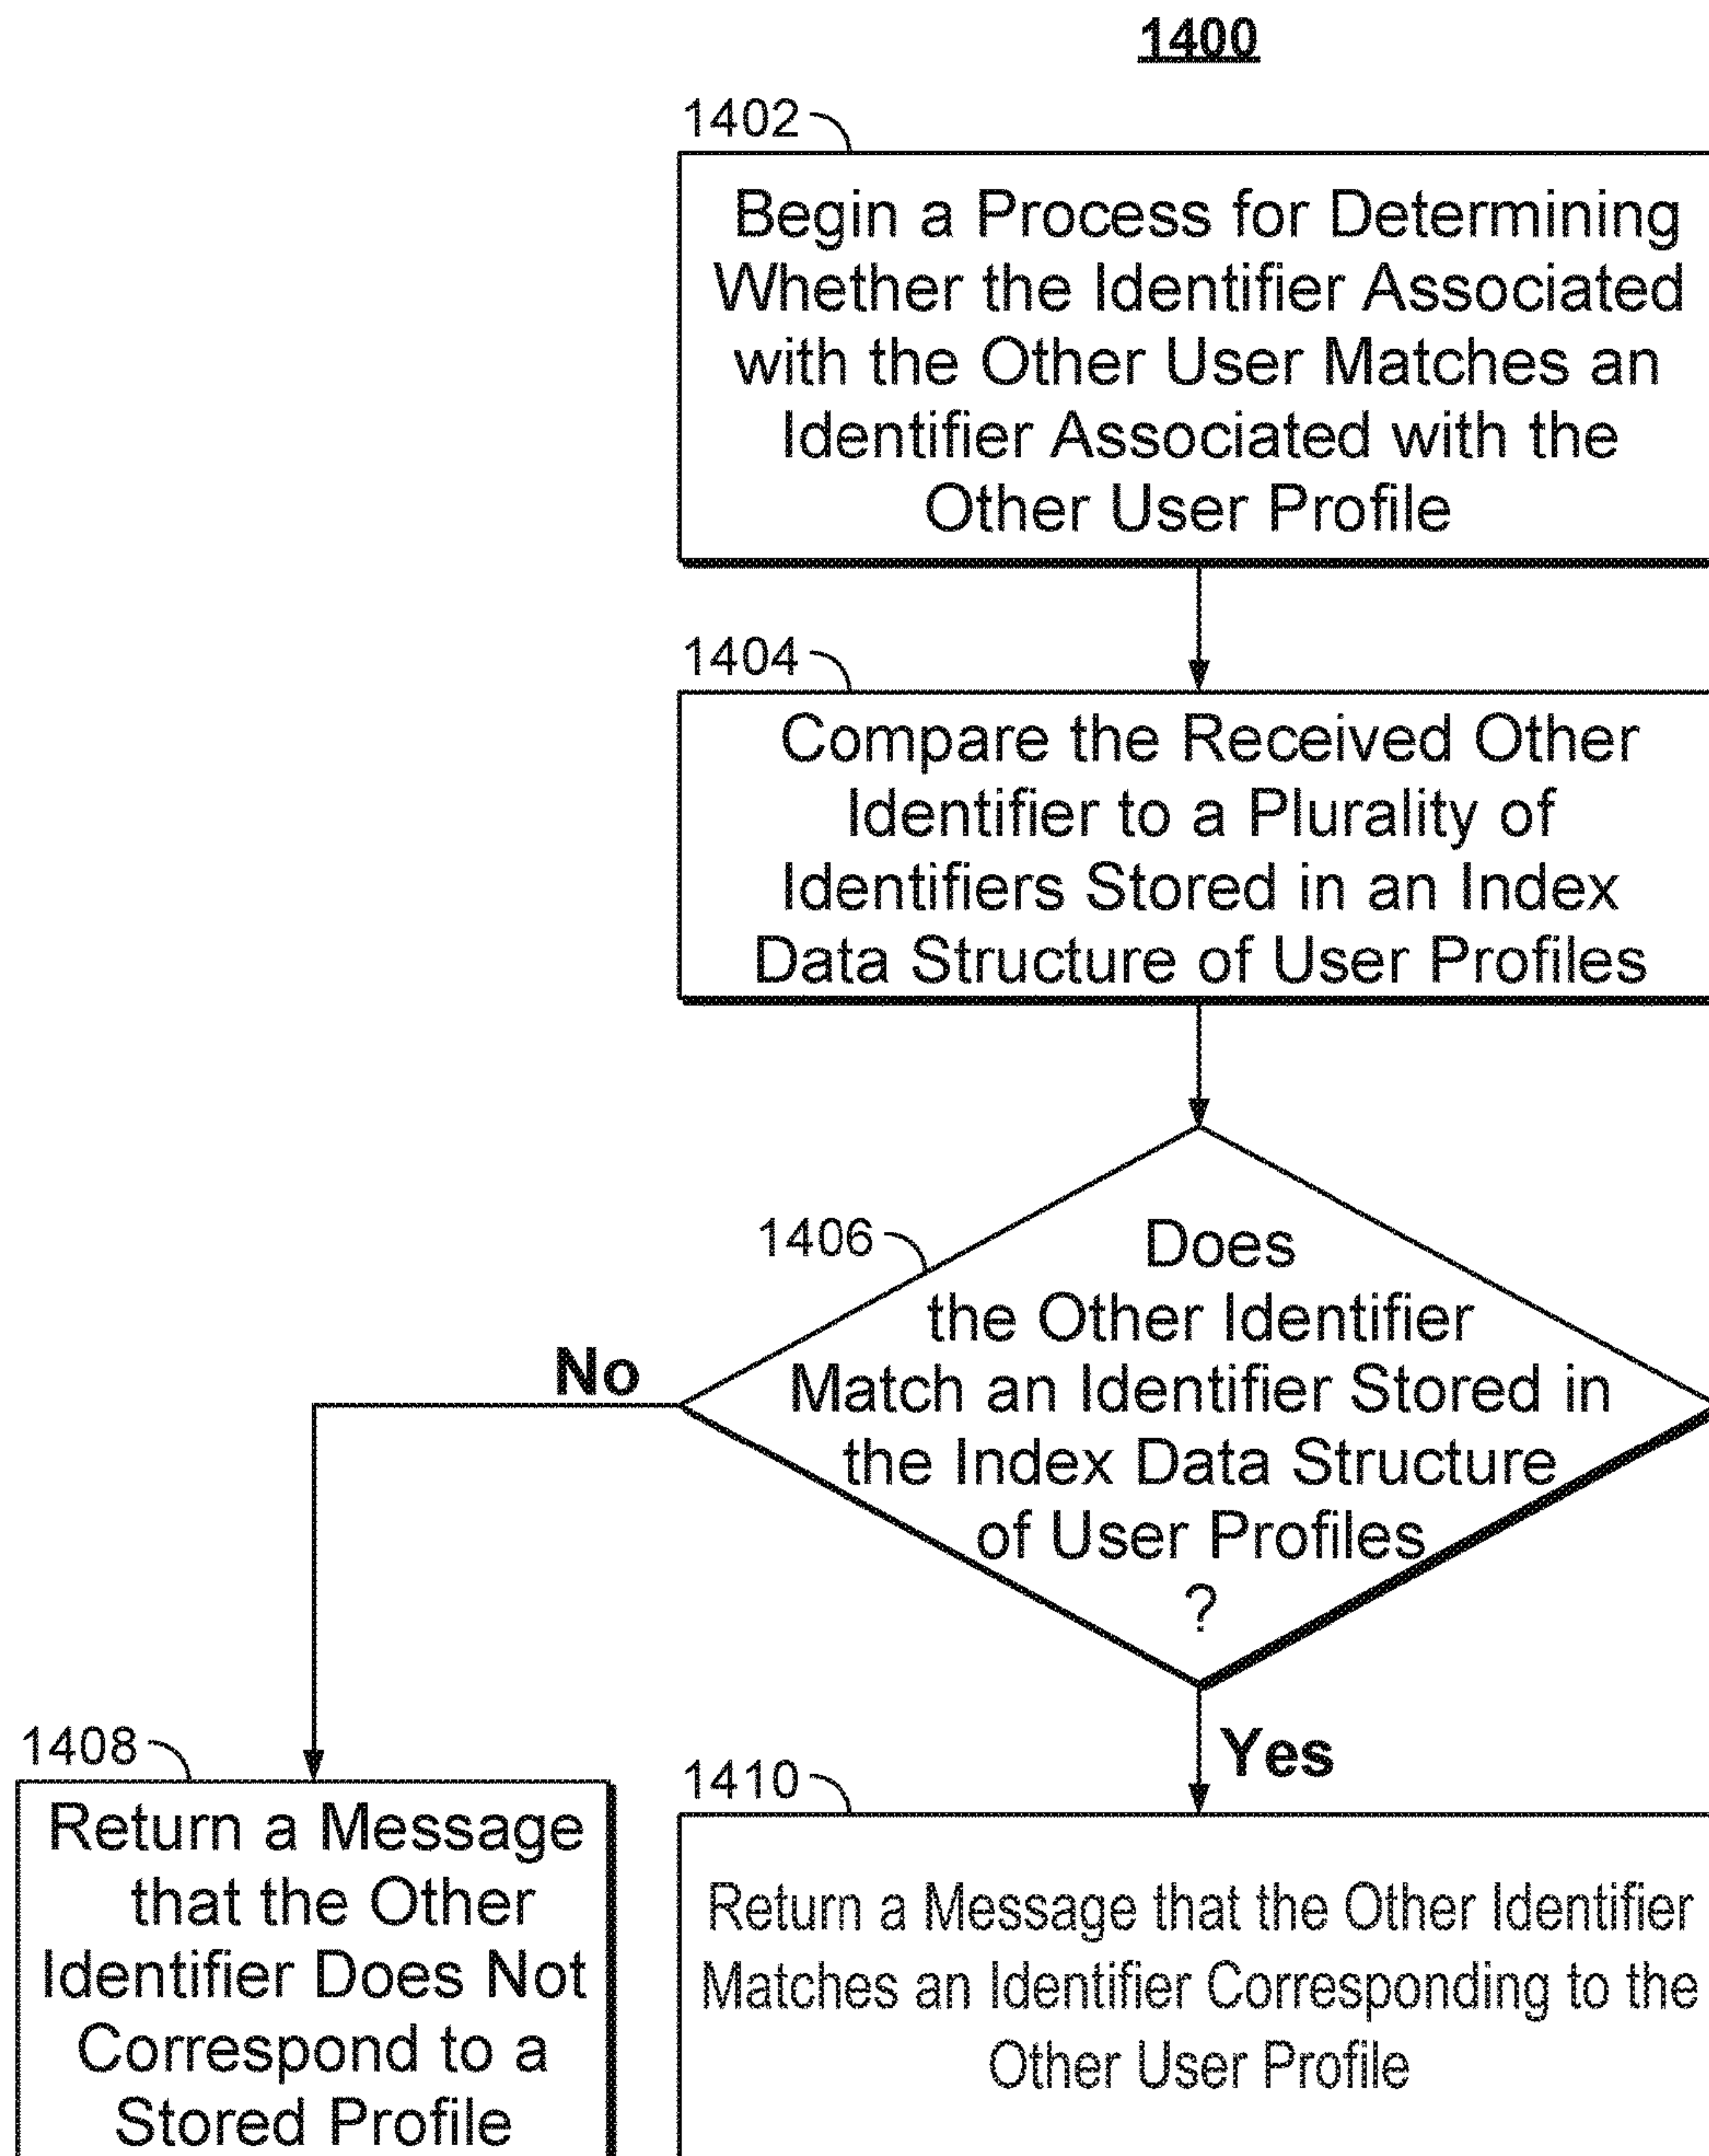 1400
1402
Begin a Process for Determining
Whether the Identifier Associated
with the Other User Matches an
Identifier Associated with the
Other User Profile
1404
Compare the Received Other
Identifier to a Plurality of
Identifiers Stored in an Index
Data Structure of User Profiles
1406
Does
the Other Identifier
Match an Identifier Stored in
the Index Data Structure
of User Profiles
?
No
Yes
1408
Return a Message
that the Other
Identifier Does Not
Correspond to a
Stored Profile
1410
Return a Message that the Other Identifier
Matches an Identifier Corresponding to the
Other User Profile